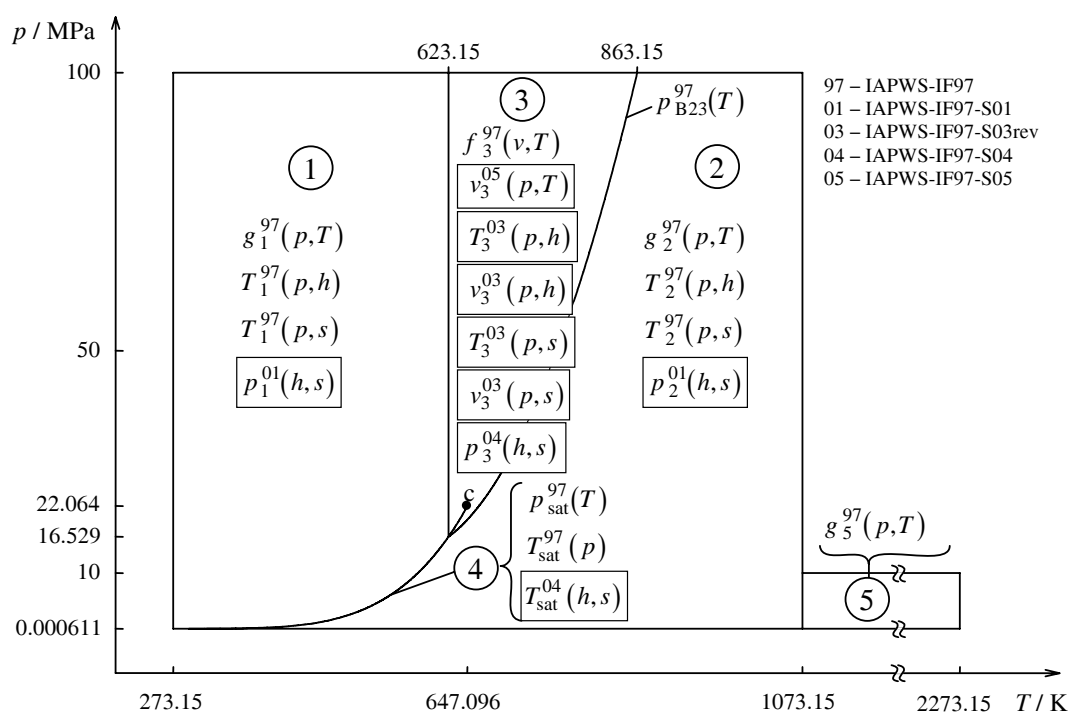 p / MPa
623.15
863.15
100
97 – IAPWS-IF97
01 – IAPWS-IF97-S01
03 – IAPWS-IF97-S03rev
04 – IAPWS-IF97-S04
05 – IAPWS-IF97-S05
3
p_B23^97(T)
f_3^97(v,T)
1
2
v_3^05(p,T)
g_1^97(p,T)
T_3^03(p,h)
g_2^97(p,T)
T_1^97(p,h)
v_3^03(p,h)
T_2^97(p,h)
T_1^97(p,s)
T_3^03(p,s)
T_2^97(p,s)
50
p_1^01(h,s)
v_3^03(p,s)
p_2^01(h,s)
p_3^04(h,s)
c
22.064
p_sat^97(T)
g_5^97(p,T)
16.529
T_sat^97(p)
10
4
T_sat^04(h,s)
5
0.000611
273.15
647.096
1073.15
2273.15
T / K